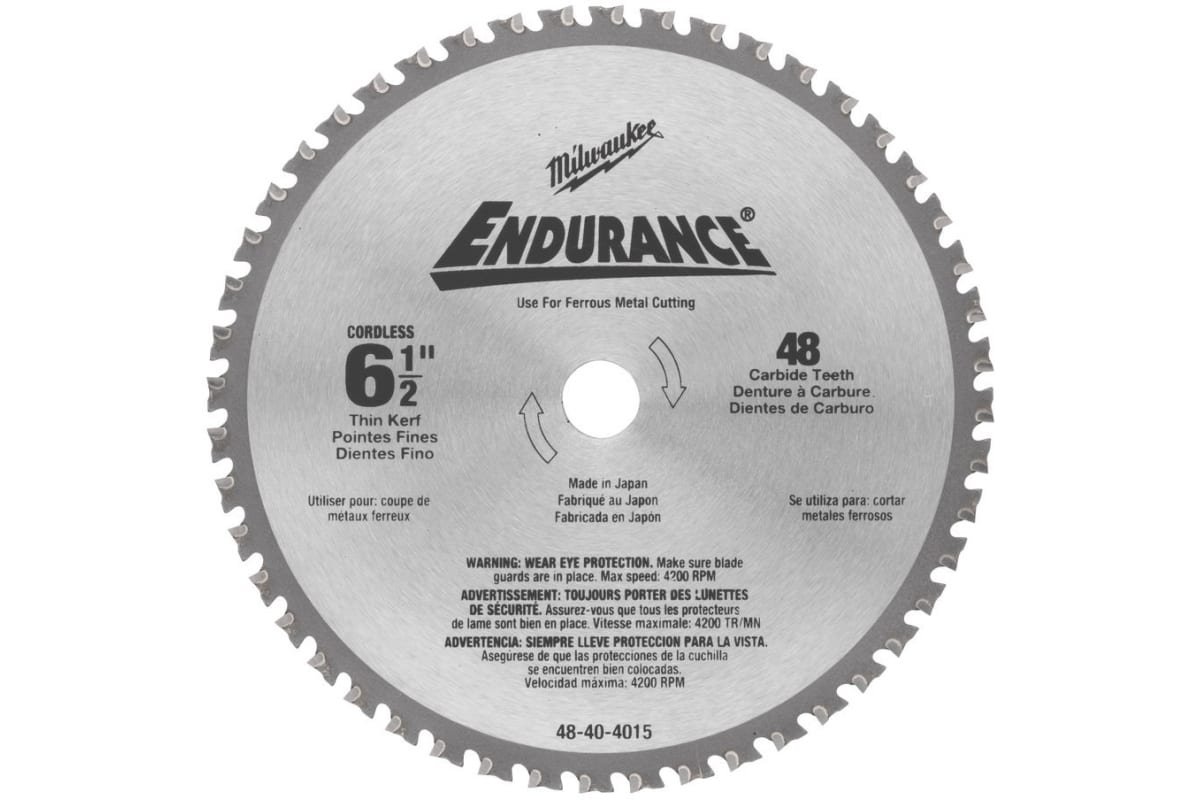 Milwaukee
ENDURANCE®
Use For Ferrous Metal Cutting
CORDLESS
6 1/2"
Thin Kerf
Pointes Fines
Dientes Fino
48
Carbide Teeth
Denture à Carbure
Dientes de Carburo
Utiliser pour: coupe de
métaux ferreux
Made in Japan
Fabriqué au Japon
Fabricada en Japón
Se utiliza para: cortar
metales ferrosos
WARNING: WEAR EYE PROTECTION. Make sure blade
guards are in place. Max speed: 4200 RPM
ADVERTISSEMENT: TOUJOURS PORTER DES LUNETTES
DE SÉCURITÉ. Assurez-vous que tous les protecteurs
de lame sont bien en place. Vitesse maximale: 4200 TR/MN
ADVERTENCIA: SIEMPRE LLEVE PROTECCION PARA LA VISTA.
Asegúrese de que las protecciones de la cuchilla
se encuentren bien colocadas.
Velocidad máxima: 4200 RPM
48-40-4015